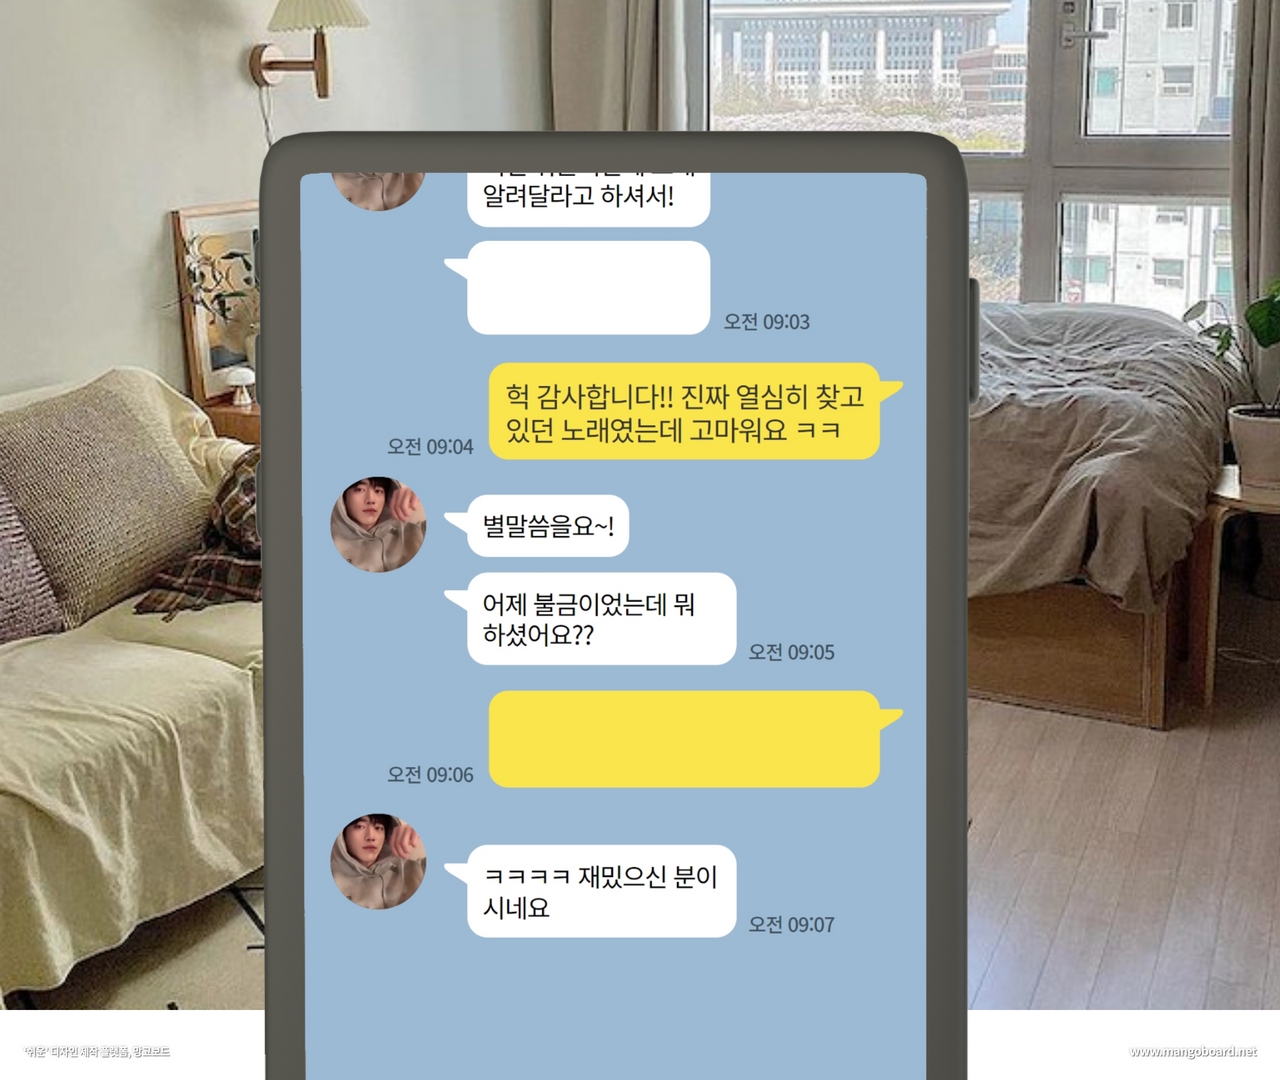 알려달라고 하셔서!
오전 09:03
헉 감사합니다!! 진짜 열심히 찾고
있던 노래였는데 고마워요 ㅋㅋ
오전 09:04
별말씀을요~!
어제 불금이었는데 뭐
하셨어요??
오전 09:05
오전 09:06
ㅋㅋㅋㅋ 재밌으신 분이
시네요
오전 09:07
'쉬운' 디자인 제작 플랫폼, 망고보드
www.mangoboard.net